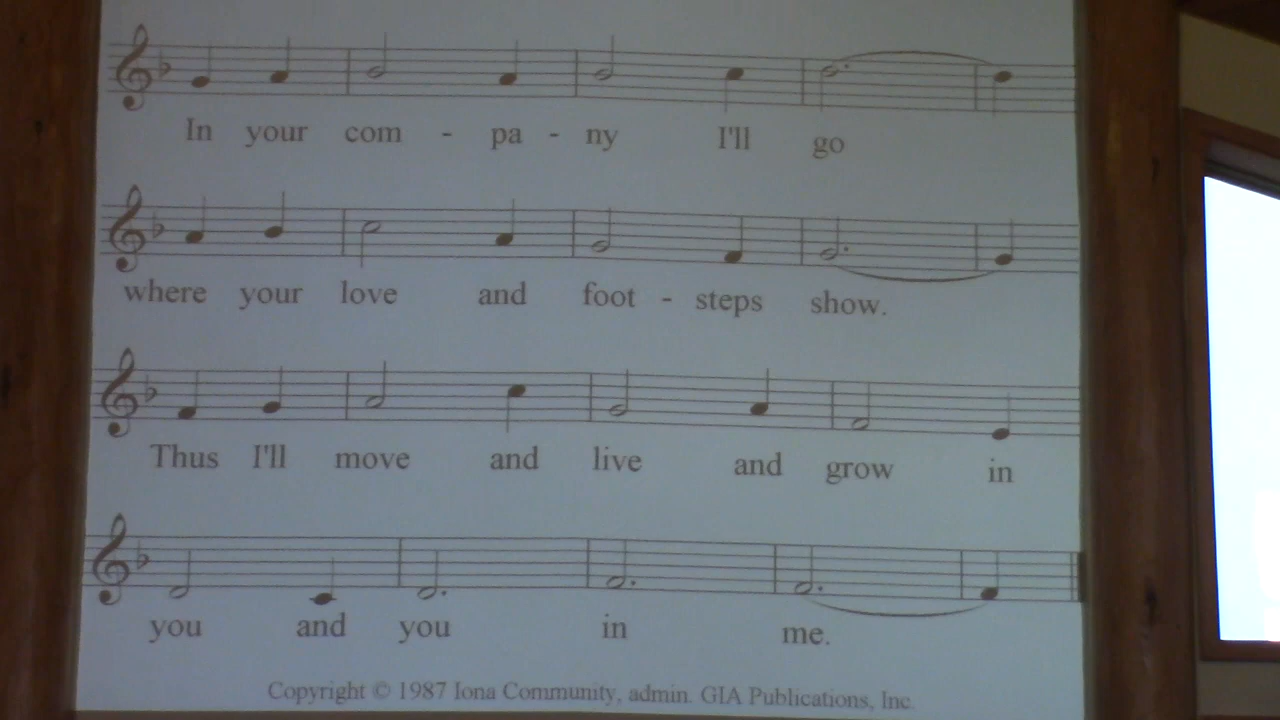 In your com - pa - ny I'll go
where your love and foot - steps show.
Thus I'll move and live and grow in
you and you in me.
Copyright © 1987 Iona Community, admin. GIA Publications, Inc.